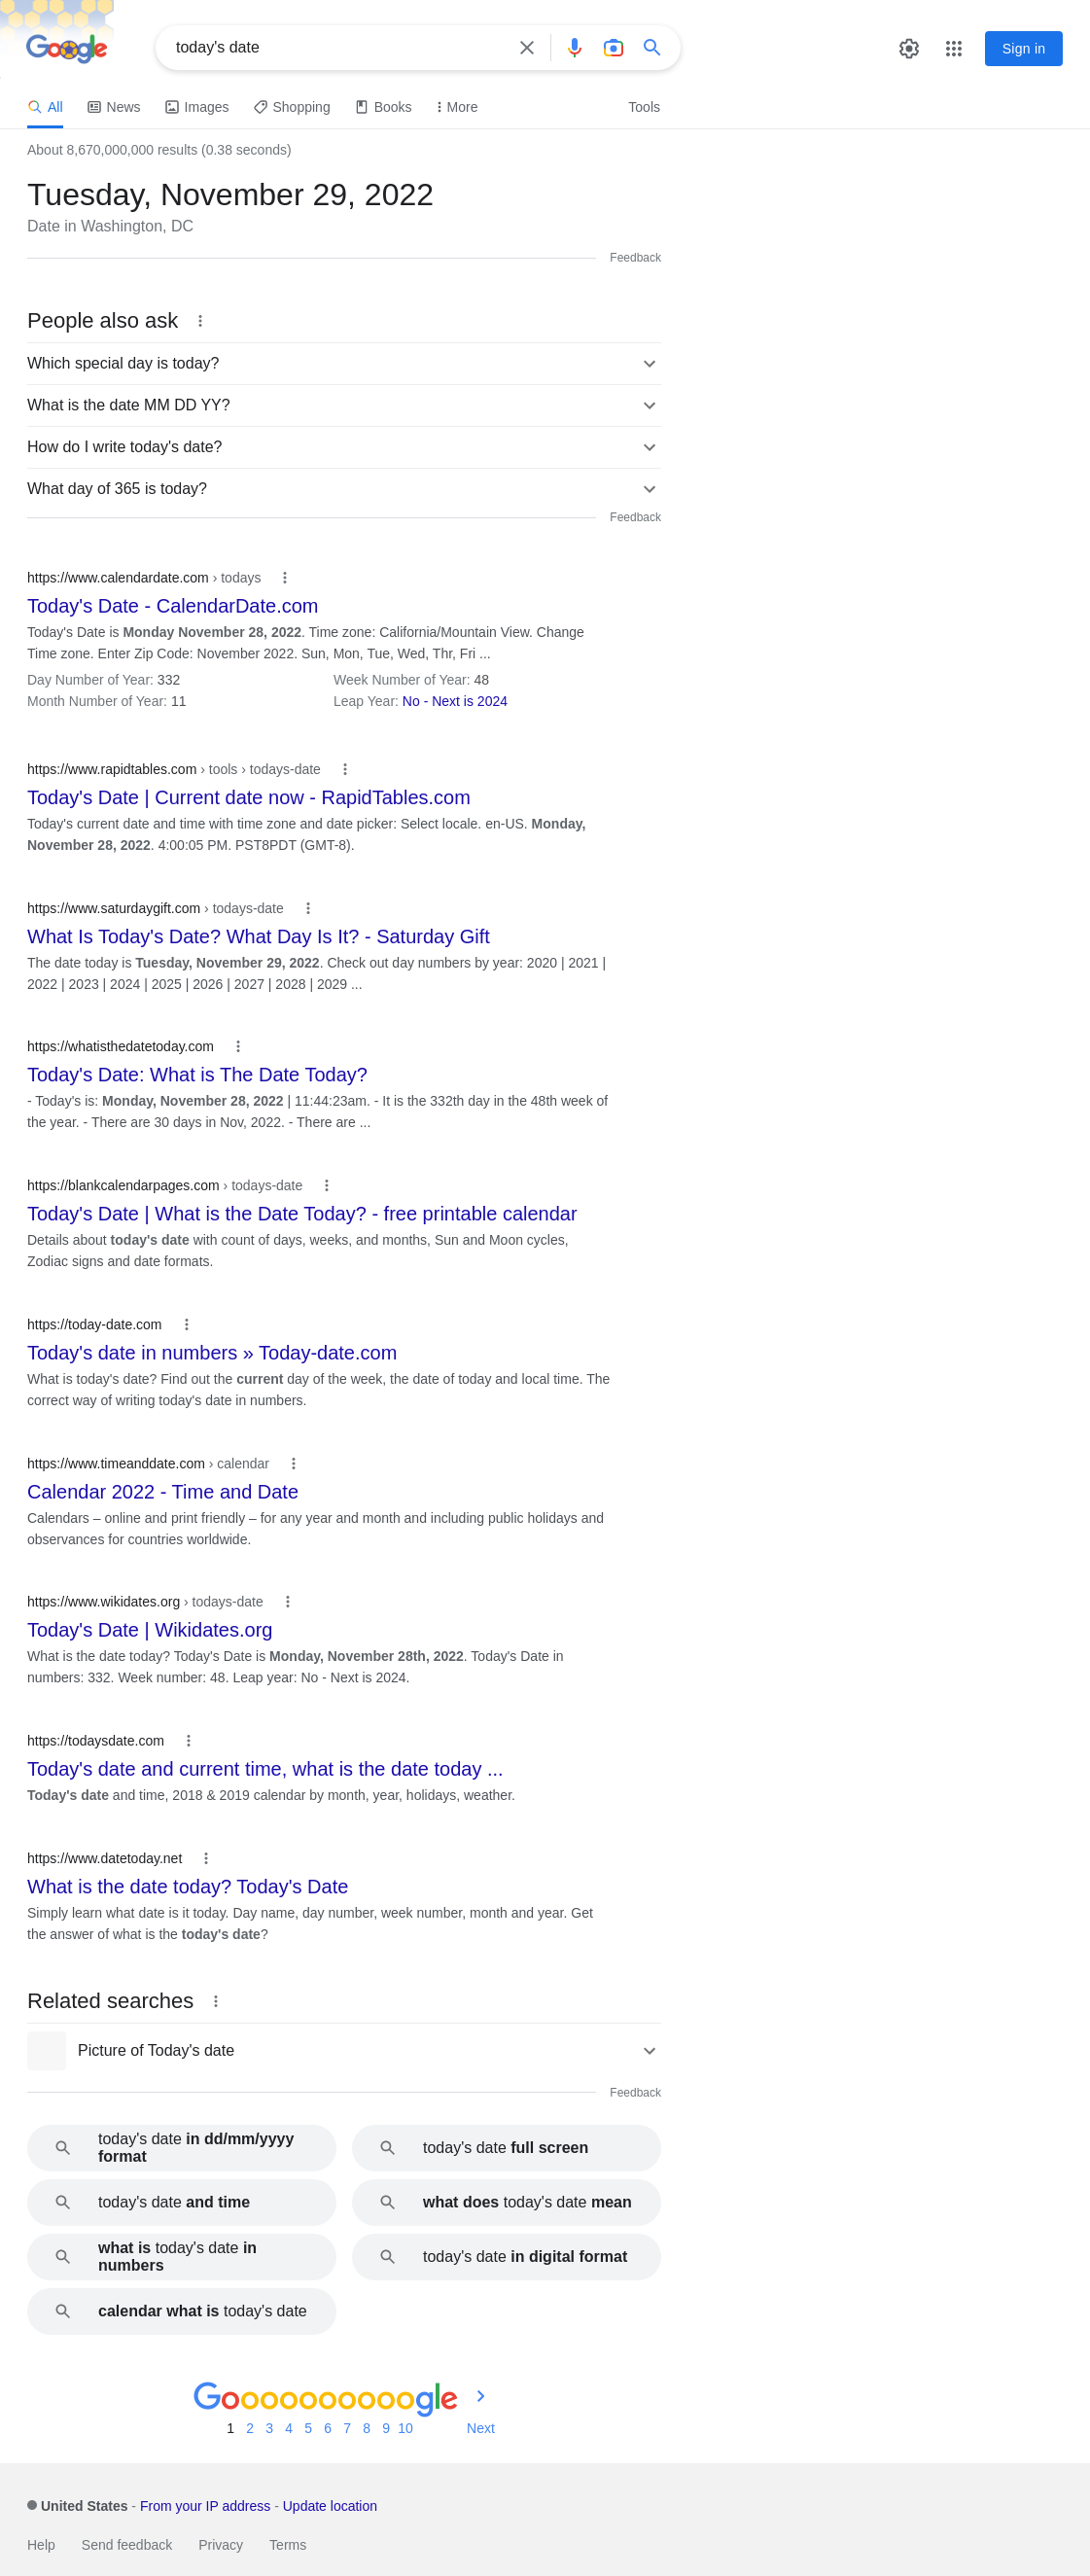 Google
today's date
Sign in
All News Images Shopping Books More Tools
About 8,670,000,000 results (0.38 seconds)
Tuesday, November 29, 2022
Date in Washington, DC
Feedback
People also ask
Which special day is today?
What is the date MM DD YY?
How do I write today's date?
What day of 365 is today?
Feedback
https://www.calendardate.com › todays
Today's Date - CalendarDate.com
Today's Date is Monday November 28, 2022. Time zone: California/Mountain View. Change
Time zone. Enter Zip Code: November 2022. Sun, Mon, Tue, Wed, Thr, Fri ...
Day Number of Year: 332 Week Number of Year: 48
Month Number of Year: 11 Leap Year: No - Next is 2024
https://www.rapidtables.com › tools › todays-date
Today's Date | Current date now - RapidTables.com
Today's current date and time with time zone and date picker: Select locale. en-US. Monday,
November 28, 2022. 4:00:05 PM. PST8PDT (GMT-8).
https://www.saturdaygift.com › todays-date
What Is Today's Date? What Day Is It? - Saturday Gift
The date today is Tuesday, November 29, 2022. Check out day numbers by year: 2020 | 2021 |
2022 | 2023 | 2024 | 2025 | 2026 | 2027 | 2028 | 2029 ...
https://whatisthedatetoday.com
Today's Date: What is The Date Today?
- Today's is: Monday, November 28, 2022 | 11:44:23am. - It is the 332th day in the 48th week of
the year. - There are 30 days in Nov, 2022. - There are ...
https://blankcalendarpages.com › todays-date
Today's Date | What is the Date Today? - free printable calendar
Details about today's date with count of days, weeks, and months, Sun and Moon cycles,
Zodiac signs and date formats.
https://today-date.com
Today's date in numbers » Today-date.com
What is today's date? Find out the current day of the week, the date of today and local time. The
correct way of writing today's date in numbers.
https://www.timeanddate.com › calendar
Calendar 2022 - Time and Date
Calendars – online and print friendly – for any year and month and including public holidays and
observances for countries worldwide.
https://www.wikidates.org › todays-date
Today's Date | Wikidates.org
What is the date today? Today's Date is Monday, November 28th, 2022. Today's Date in
numbers: 332. Week number: 48. Leap year: No - Next is 2024.
https://todaysdate.com
Today's date and current time, what is the date today ...
Today's date and time, 2018 & 2019 calendar by month, year, holidays, weather.
https://www.datetoday.net
What is the date today? Today's Date
Simply learn what date is it today. Day name, day number, week number, month and year. Get
the answer of what is the today's date?
Related searches
Picture of Today's date
Feedback
today's date in dd/mm/yyyy
format
today's date full screen
today's date and time
what does today's date mean
what is today's date in
numbers
today's date in digital format
calendar what is today's date
Goooooooooogle
1 2 3 4 5 6 7 8 9 10 Next
United States - From your IP address - Update location
Help Send feedback Privacy Terms